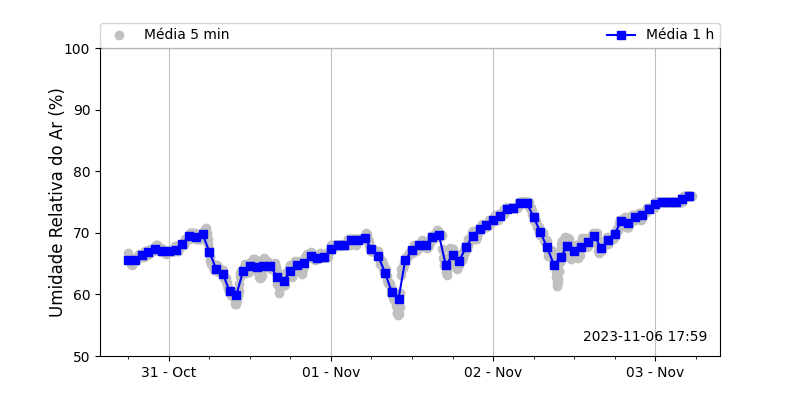 Média 5 min
Média 1 h
Umidade Relativa do Ar (%)
100
90
80
70
60
50
2023-11-06 17:59
31 - Oct
01 - Nov
02 - Nov
03 - Nov